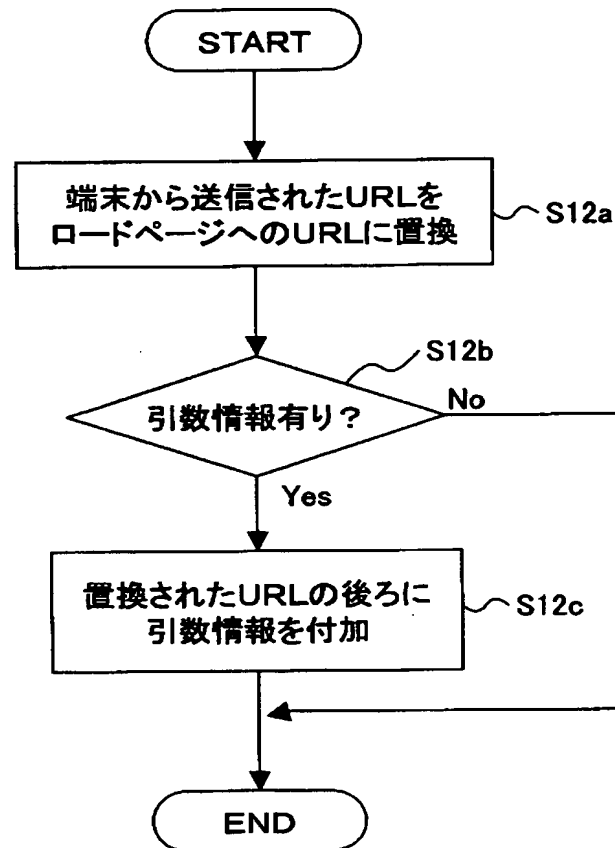 START
端末から送信されたURLを
ロードページへのURLに置換
S12a
S12b
引数情報有り?
No
Yes
置換されたURLの後ろに
引数情報を付加
S12c
END